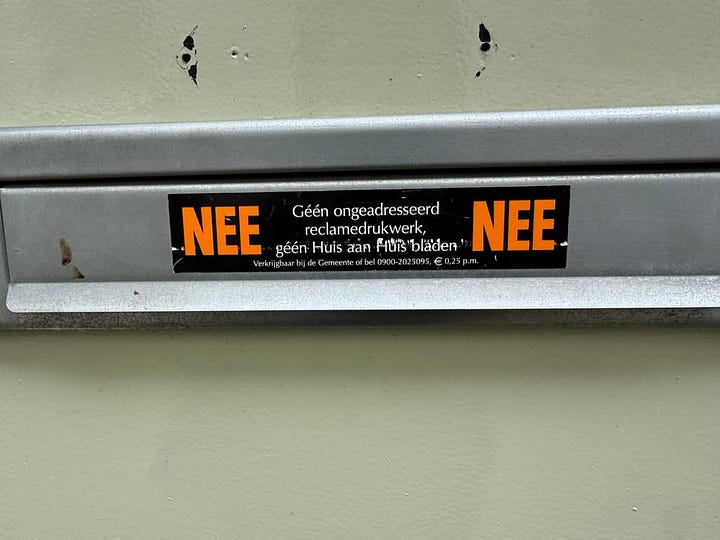 NEE
Géén ongeadresseerd
reclamedrukwerk,
géén Huis aan Huis bladen
Verkrijgbaar bij de Gemeente of bel 0900-2025095, € 0,25 p.m.
NEE